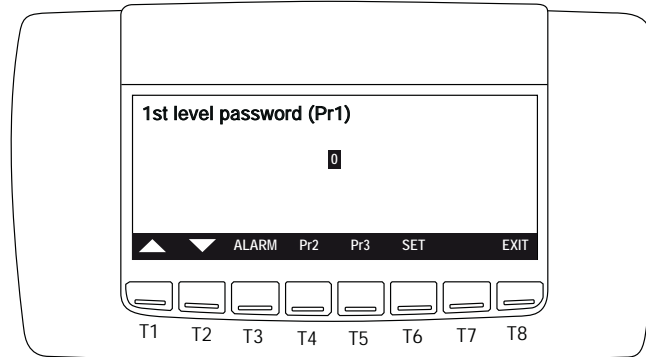 1st level password (Pr1)
0
ALARM Pr2 Pr3 SET EXIT
T1 T2 T3 T4 T5 T6 T7 T8